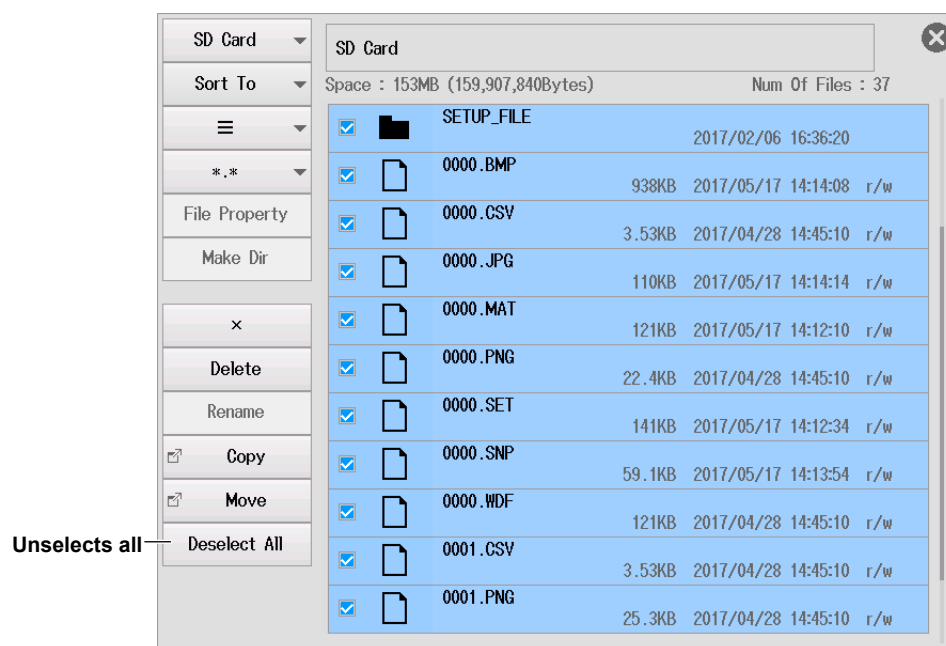 SD Card
Sort To
*.*
File Property
Make Dir
×
Delete
Rename
Copy
Move
Deselect All
Unselects all
SD Card
Space : 153MB (159,907,840Bytes) Num Of Files : 37
SETUP_FILE
2017/02/06 16:36:20
0000.BMP
938KB 2017/05/17 14:14:08 r/w
0000.CSV
3.53KB 2017/04/28 14:45:10 r/w
0000.JPG
110KB 2017/05/17 14:14:14 r/w
0000.MAT
121KB 2017/05/17 14:12:10 r/w
0000.PNG
22.4KB 2017/04/28 14:45:10 r/w
0000.SET
141KB 2017/05/17 14:12:34 r/w
0000.SNP
59.1KB 2017/05/17 14:13:54 r/w
0000.WDF
121KB 2017/04/28 14:45:10 r/w
0001.CSV
3.53KB 2017/04/28 14:45:10 r/w
0001.PNG
25.3KB 2017/04/28 14:45:10 r/w